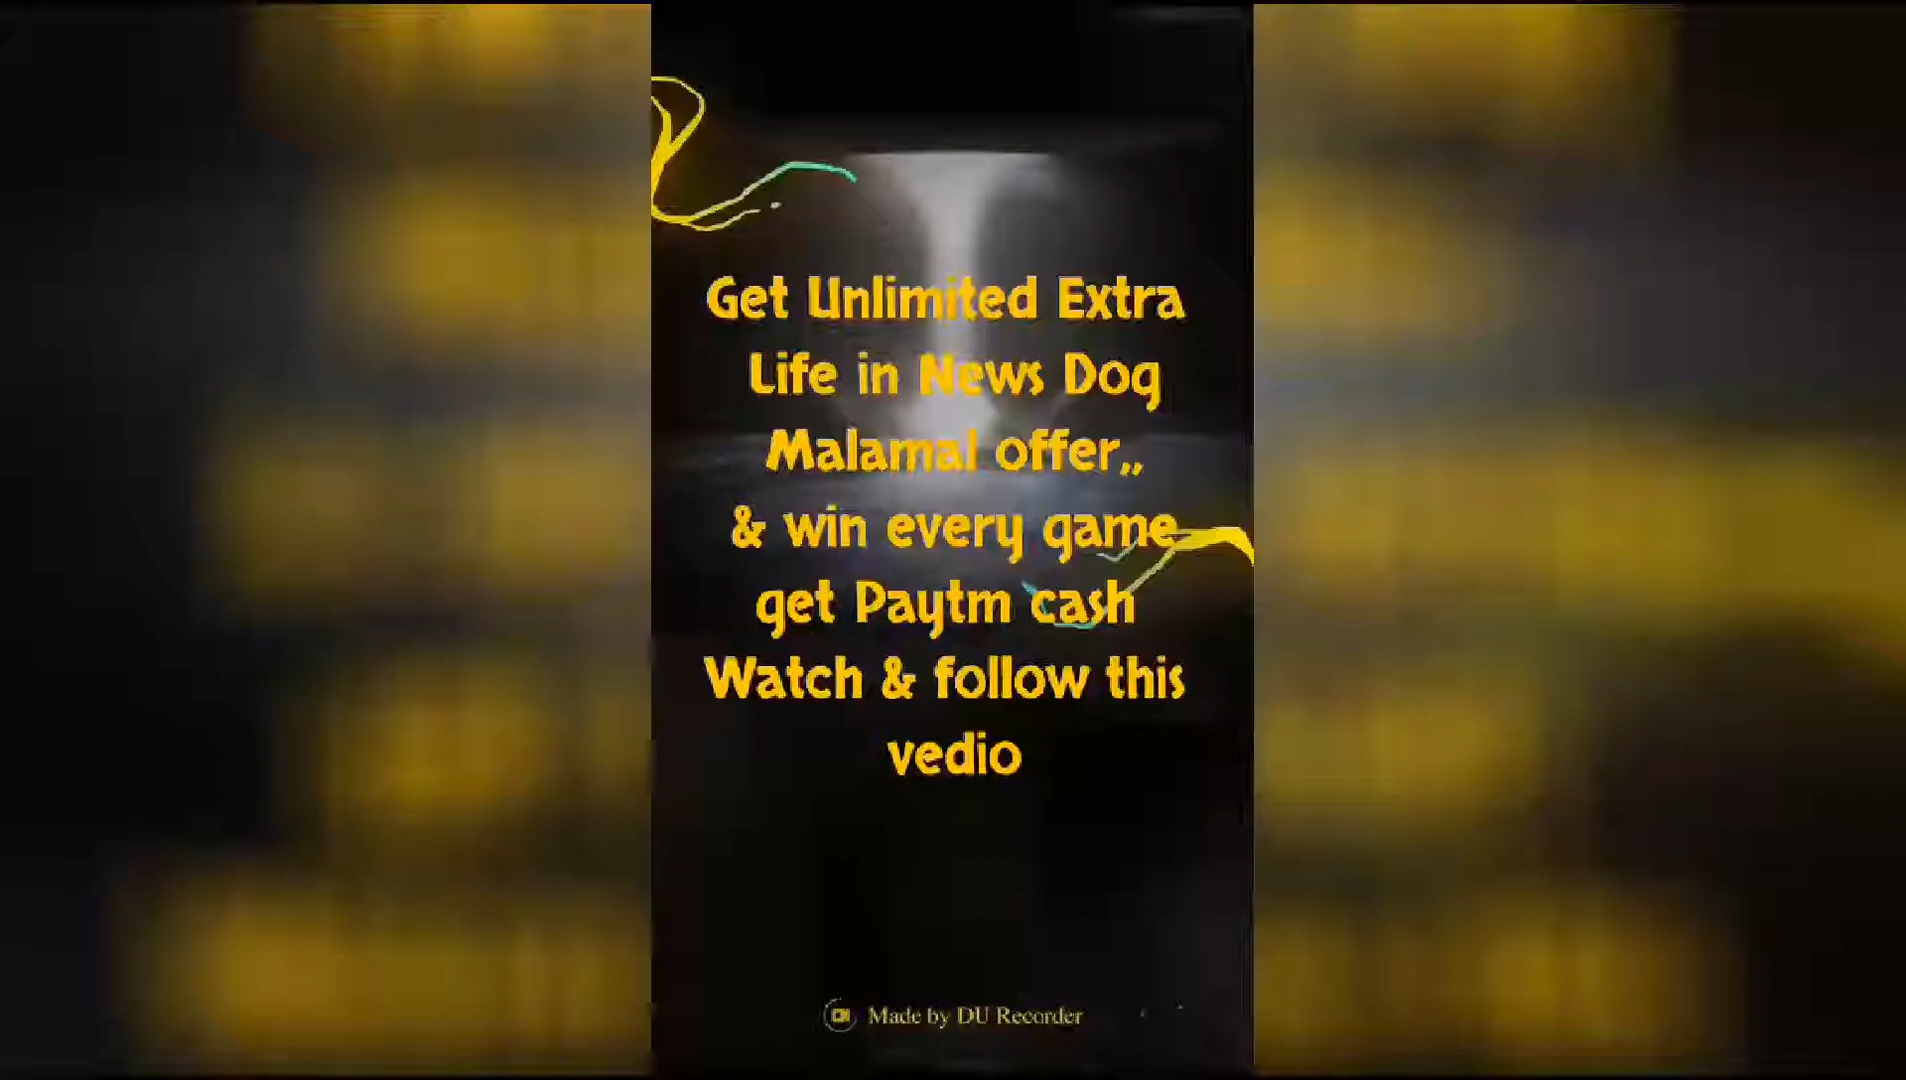 Get Unlimited Extra
Life in News Dog
Malamal offer,,
& win every game
get Paytm cash
Watch & follow this
vedio
Made by DU Recorder